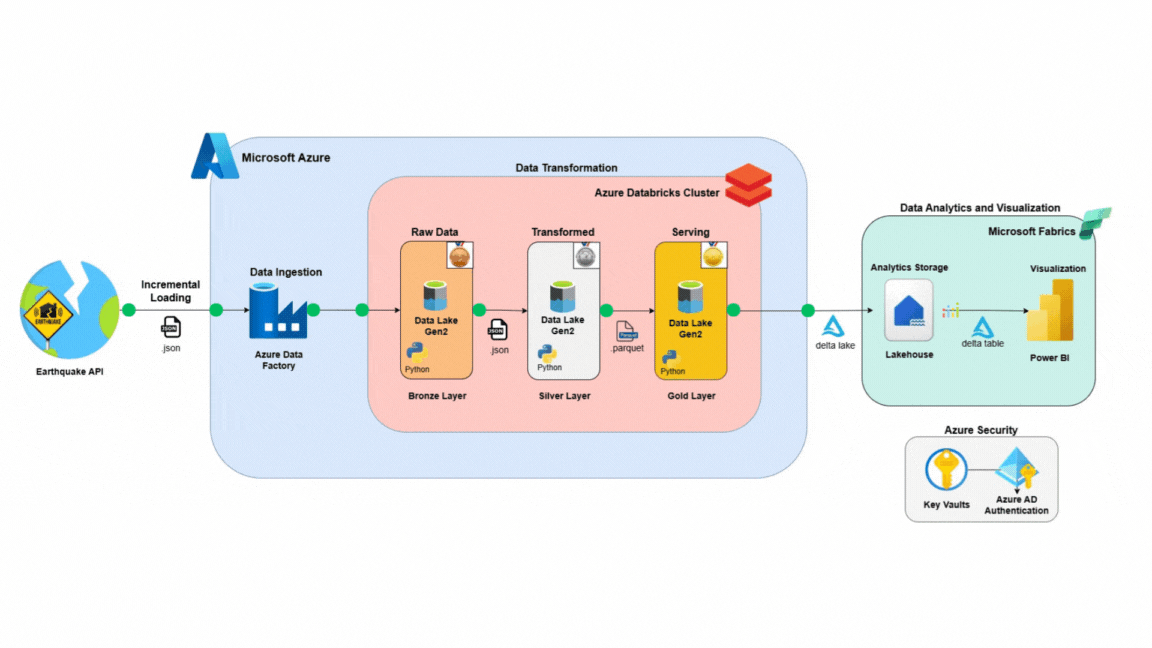 Microsoft Azure
Data Transformation
Azure Databricks Cluster
Data Analytics and Visualization
Microsoft Fabrics
Raw Data
Transformed
Serving
Incremental
Loading
Data Ingestion
Analytics Storage
Visualization
EARTHQUAKE
JSON
.json
Azure Data
Factory
Data Lake
Gen2
Python
JSON
.json
Data Lake
Gen2
Python
Parquet
.parquet
Data Lake
Gen2
Python
delta lake
Lakehouse
delta table
Power BI
Earthquake API
Bronze Layer
Silver Layer
Gold Layer
Azure Security
Key Vaults
Azure AD
Authentication